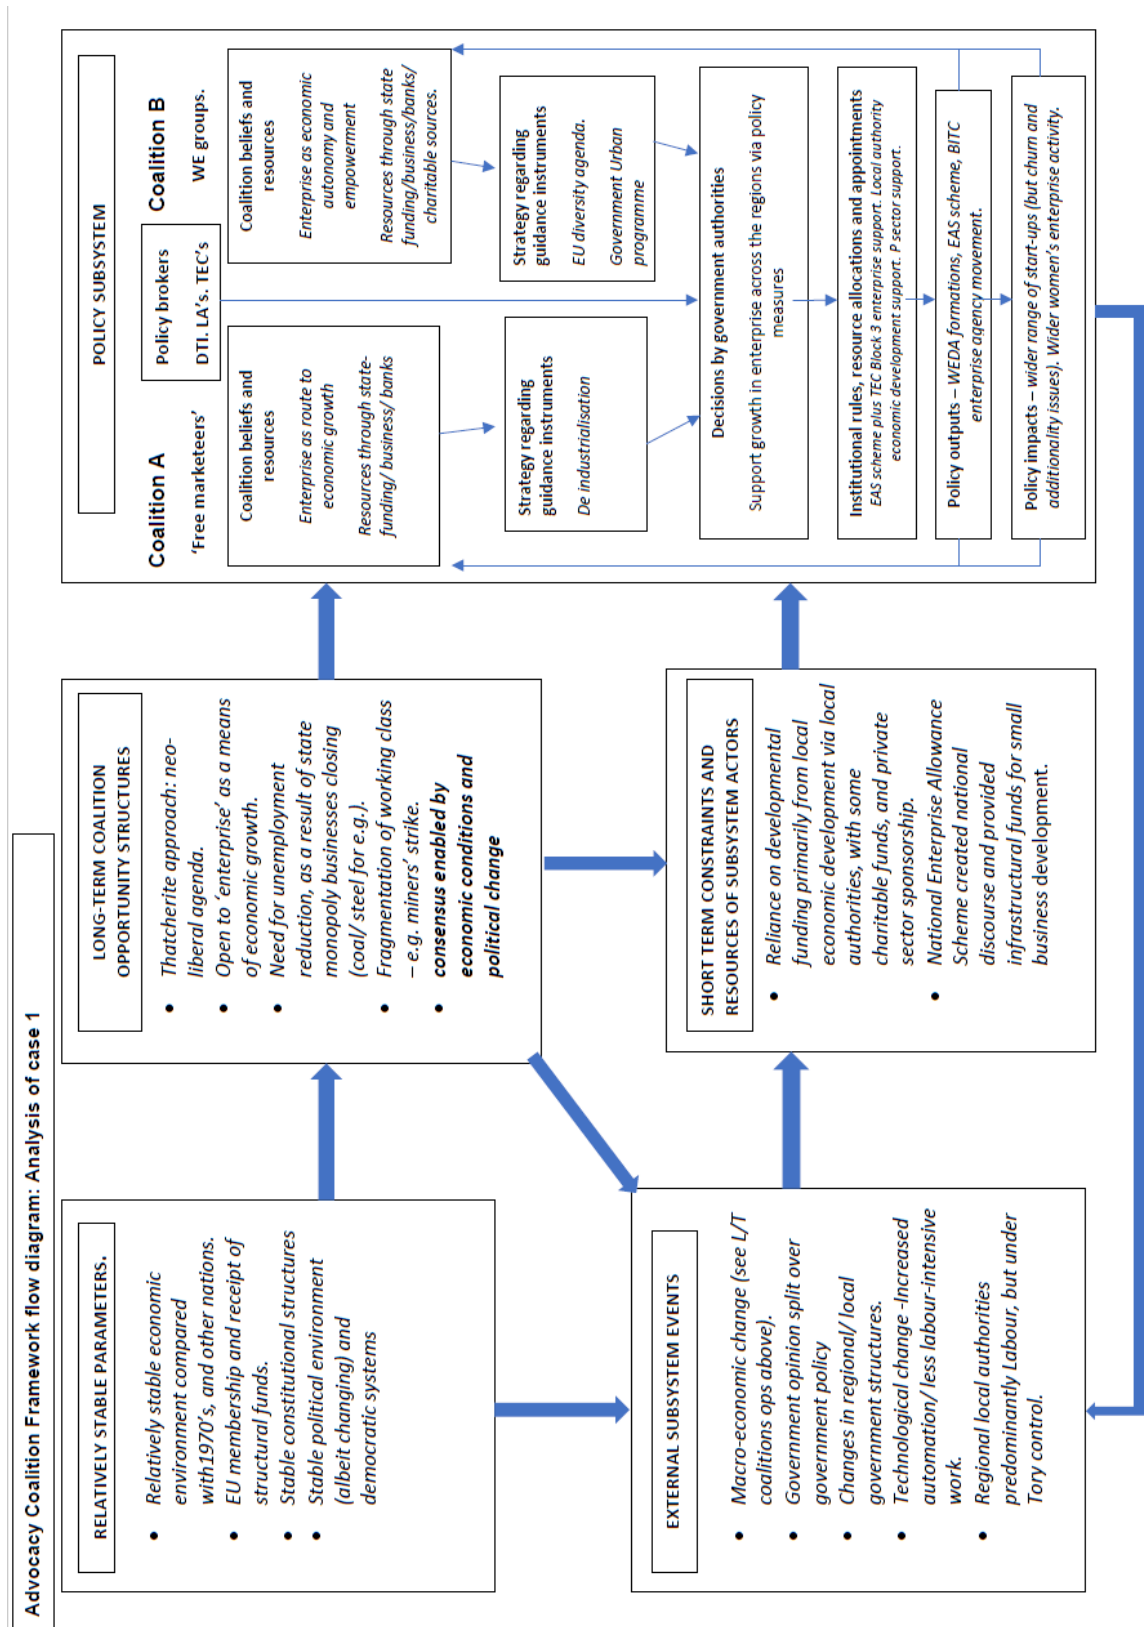 Advocacy Coalition Framework flow diagram: Analysis of case 1
RELATIVELY STABLE PARAMETERS.
• Relatively stable economic
environment compared
with1970's, and other nations.
• EU membership and receipt of
structural funds.
• Stable constitutional structures
• Stable political environment
(albeit changing) and
democratic systems
LONG-TERM COALITION
OPPORTUNITY STRUCTURES
• Thatcherite approach: neo-
liberal agenda.
• Open to 'enterprise' as a means
of economic growth.
• Need for unemployment
reduction, as a result of state
monopoly businesses closing
(coal/ steel for e.g.).
• Fragmentation of working class
– e.g. miners' strike.
• consensus enabled by
economic conditions and
political change
EXTERNAL SUBSYSTEM EVENTS
• Macro-economic change (see L/T
coalitions ops above).
• Government opinion split over
government policy
• Changes in regional/ local
government structures.
• Technological change -Increased
automation/ less labour-intensive
work.
• Regional local authorities
predominantly Labour, but under
Tory control.
SHORT TERM CONSTRAINTS AND
RESOURCES OF SUBSYSTEM ACTORS
• Reliance on developmental
funding primarily from local
economic development via local
authorities, with some
charitable funds, and private
sector sponsorship.
• National Enterprise Allowance
Scheme created national
discourse and provided
infrastructural funds for small
business development.
POLICY SUBSYSTEM
Coalition A
'Free marketeers'
Policy brokers
DTI. LA's. TEC's
Coalition B
WE groups.
Coalition beliefs and
resources
Enterprise as route to
economic growth
Resources through state-
funding/ business/ banks
Coalition beliefs and
resources
Enterprise as economic
autonomy and
empowerment
Resources through state
funding/business/banks/
charitable sources.
Strategy regarding
guidance instruments
De industrialisation
Strategy regarding
guidance instruments
EU diversity agenda.
Government Urban
programme
Decisions by government authorities
Support growth in enterprise across the regions via policy
measures
Institutional rules, resource allocations and appointments
EAS scheme plus TEC Block 3 enterprise support. Local authority
economic development support. P sector support.
Policy outputs – WEDA formations, EAS scheme, BITC
enterprise agency movement.
Policy impacts – wider range of start-ups (but churn and
additionality issues). Wider women's enterprise activity.